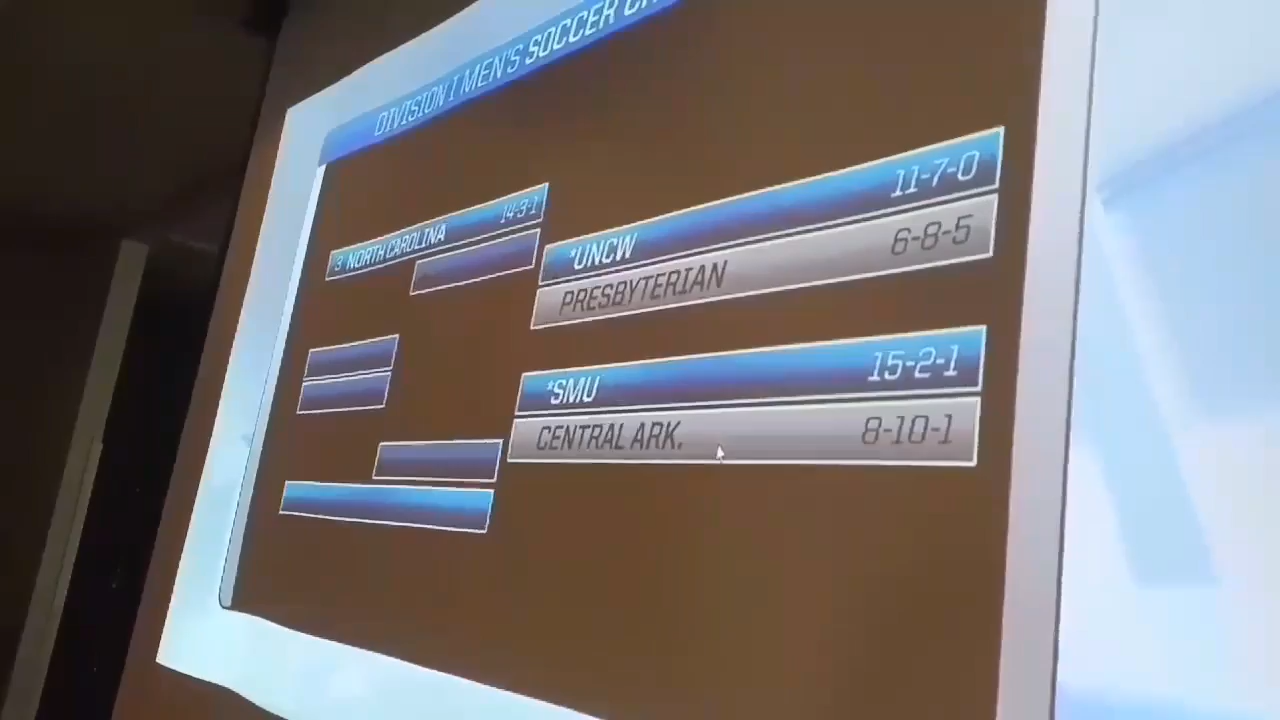 DIVISION I MEN'S SOCCER
3 NORTH CAROLINA 14-3-1
*UNCW 11-7-0
PRESBYTERIAN 6-8-5
*SMU 15-2-1
CENTRAL ARK. 8-10-1